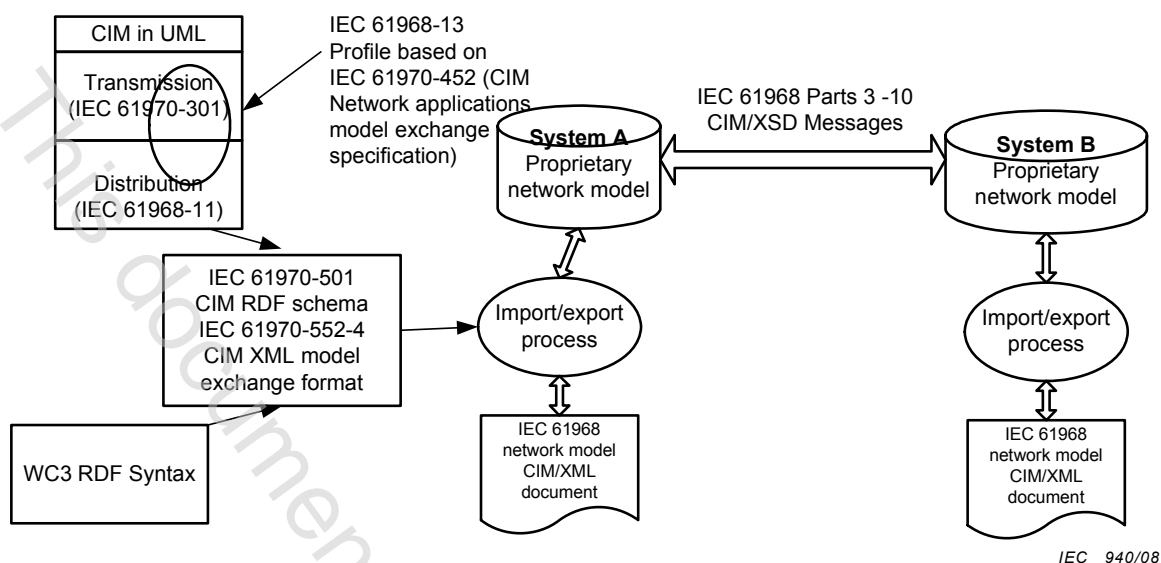 CIM in UML
Transmission
(IEC 61970-301)
Distribution
(IEC 61968-11)
IEC 61968-13
Profile based on
IEC 61970-452 (CIM
Network applications
model exchange
specification)
System A
Proprietary
network model
IEC 61968 Parts 3 -10
CIM/XSD Messages
System B
Proprietary
network model
IEC 61970-501
CIM RDF schema
IEC 61970-552-4
CIM XML model
exchange format
Import/export
process
Import/export
process
WC3 RDF Syntax
IEC 61968
network model
CIM/XML
document
IEC 61968
network model
CIM/XML
document
IEC 940/08
This documen